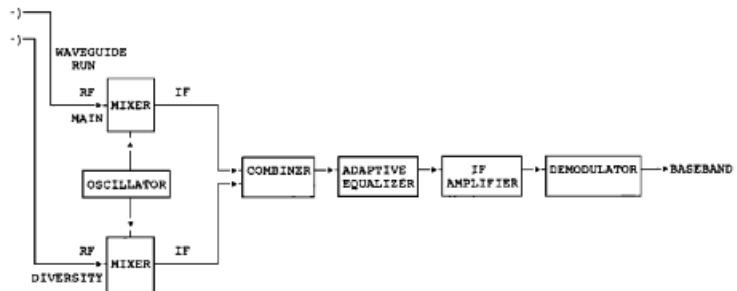 WAVEGUIDE
RUN
RF
MIXER
IF
MAIN
OSCILLATOR
COMBINER
ADAPTIVE
EQUALIZER
IF
AMPLIFIER
DEMODULATOR
BASEBAND
RF
MIXER
IF
DIVERSITY